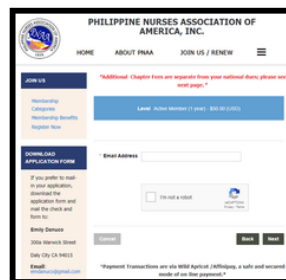 PHILIPPINE NURSES ASSOCIATION OF
AMERICA, INC.
HOME ABOUT PNAA JOIN US / RENEW
JOIN US
Membership
Categories
Membership Benefits
Register Now
DOWNLOAD
APPLICATION FORM
If you prefer to mail-
in your application,
download the
application form and
mail the check and
form to:
Emily Danuco
300a Warwick Street
Daly City CA 94015
Email:
"Additional Chapter Fees are separate from your national dues; please see
next page."
Level Active Member (1 year) - $50.00 (USD)
* Email Address
I'm not a robot
reCAPTCHA
Privacy - Terms
Cancel Back Next
*Payment Transactions are via Wild Apricot /Affinipay, a safe and secured
mode of on line payment.*